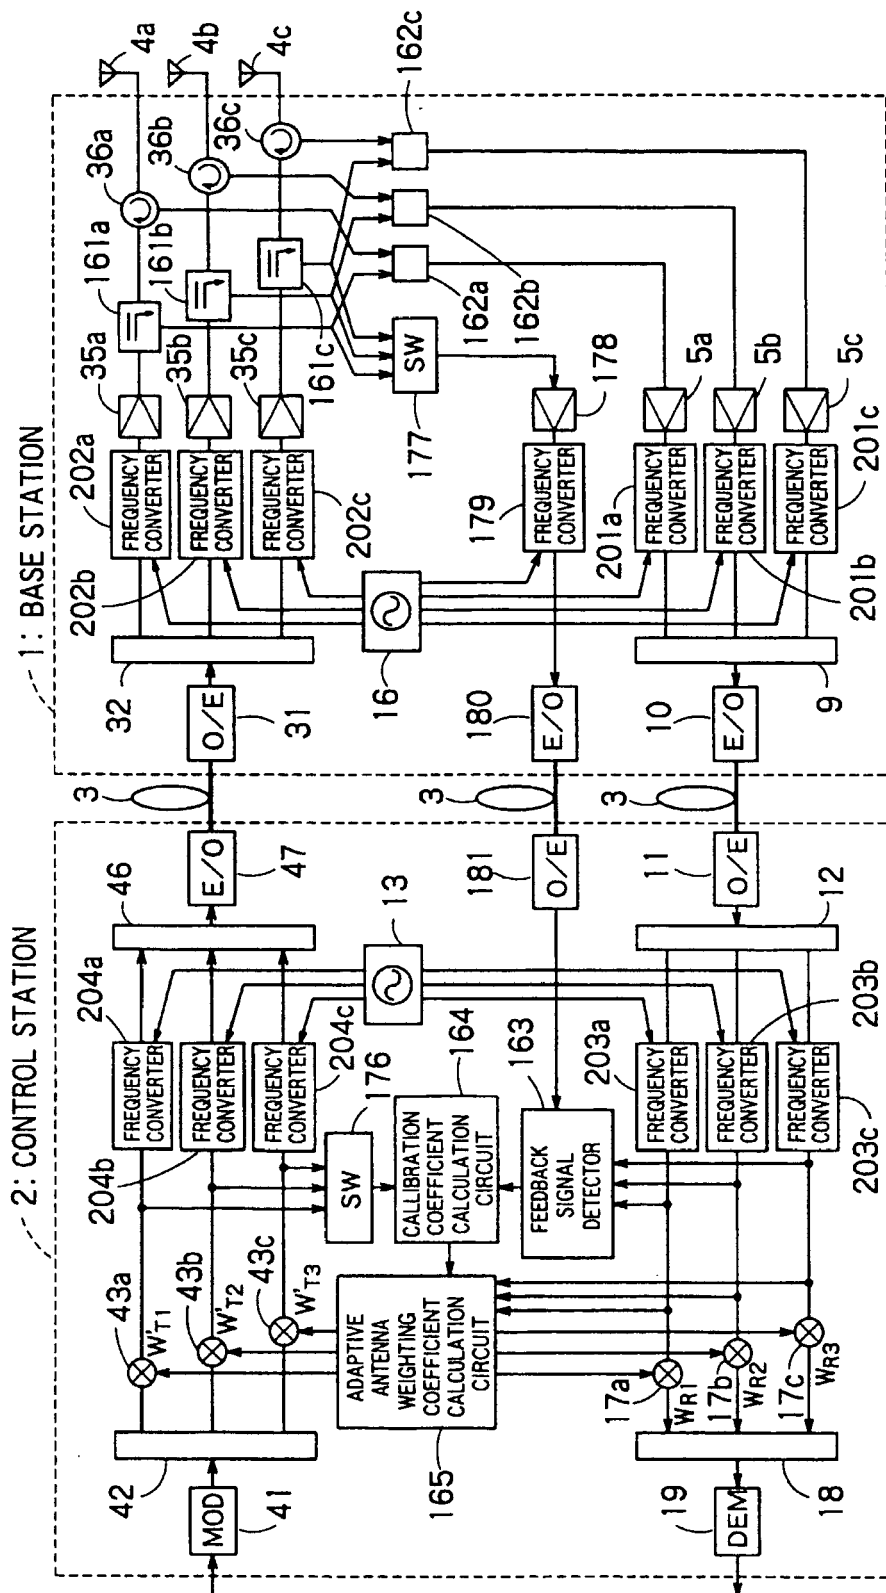 2: CONTROL STATION
1: BASE STATION
MOD
41
42
43a
W'T1
43b
W'T2
43c
W'T3
204a
FREQUENCY
CONVERTER
204b
FREQUENCY
CONVERTER
204c
FREQUENCY
CONVERTER
46
E/O
47
3
O/E
31
32
202a
FREQUENCY
CONVERTER
202b
FREQUENCY
CONVERTER
202c
FREQUENCY
CONVERTER
35a
35b
35c
161a
161b
161c
36a
36b
36c
4a
4b
4c
165
ADAPTIVE
ANTENNA
WEIGHTING
COEFFICIENT
CALCULATION
CIRCUIT
SW
176
CALLIBRATION
COEFFICIENT
CALCULATION
CIRCUIT
164
FEEDBACK
SIGNAL
DETECTOR
163
13
O/E
181
3
E/O
180
16
FREQUENCY
CONVERTER
179
178
SW
177
162a
162b
162c
DEM
19
18
17a
WR1
17b
WR2
17c
WR3
203a
FREQUENCY
CONVERTER
FREQUENCY
CONVERTER
203b
FREQUENCY
CONVERTER
203c
12
O/E
11
3
E/O
10
9
201a
FREQUENCY
CONVERTER
FREQUENCY
CONVERTER
201b
FREQUENCY
CONVERTER
201c
5a
5b
5c